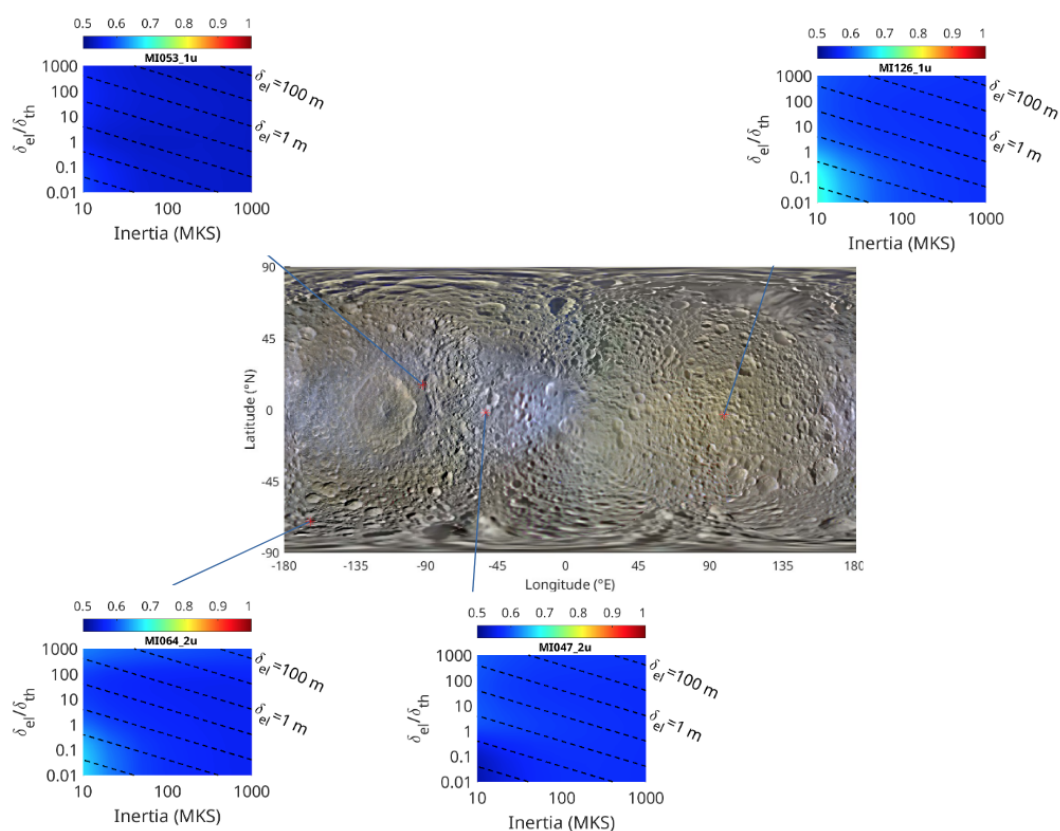 0.5 0.6 0.7 0.8 0.9 1
MI053_1u
1000
100
10
1
0.1
0.01
δel/δth
10 100 1000
Inertia (MKS)
δel=100 m
δel=1 m
0.5 0.6 0.7 0.8 0.9 1
MI126_1u
1000
100
10
1
0.1
0.01
δel/δth
10 100 1000
Inertia (MKS)
δel=100 m
δel=1 m
90
45
0
-45
-90
Latitude (°N)
-180 -135 -90 -45 0 45 90 135 180
Longitude (°E)
0.5 0.6 0.7 0.8 0.9 1
MI064_2u
1000
100
10
1
0.1
0.01
δel/δth
10 100 1000
Inertia (MKS)
δel=100 m
δel=1 m
0.5 0.6 0.7 0.8 0.9 1
MI047_2u
1000
100
10
1
0.1
0.01
δel/δth
10 100 1000
Inertia (MKS)
δel=100 m
δel=1 m